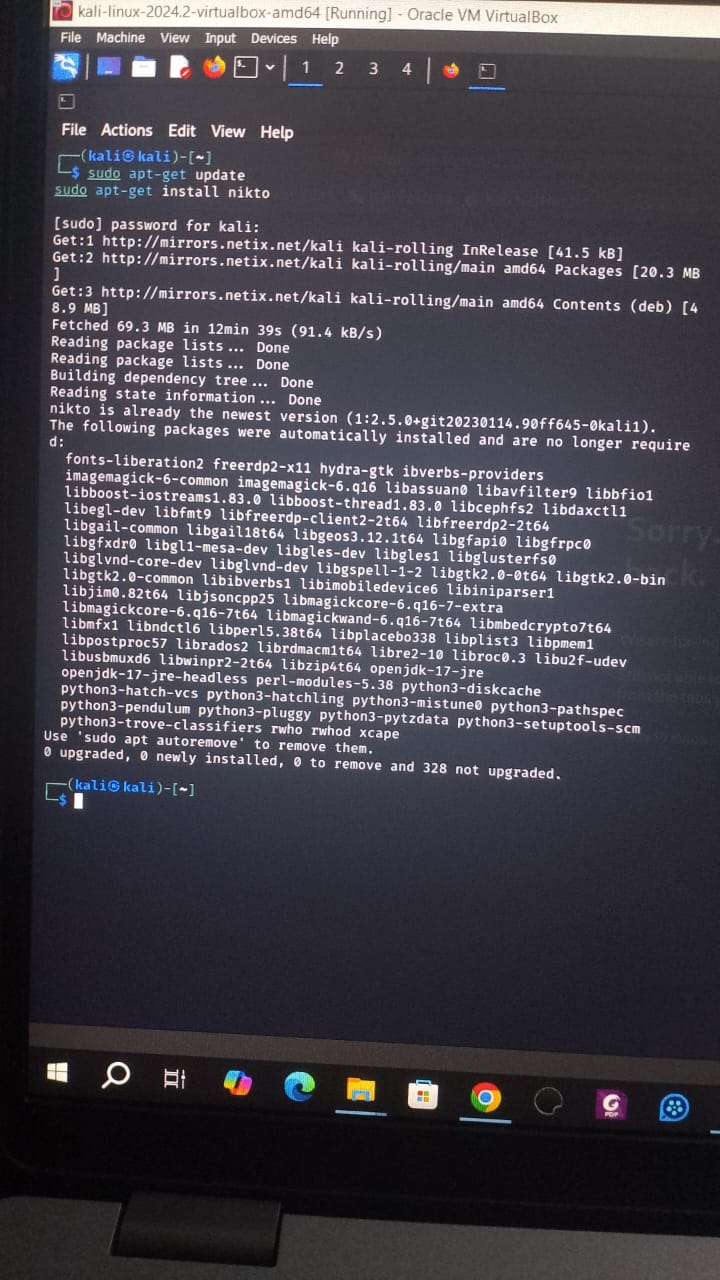 kali-linux-2024.2-virtualbox-amd64 [Running] - Oracle VM VirtualBox
File Machine View Input Devices Help
1 2 3 4
File Actions Edit View Help
┌──(kali㉿kali)-[~]
└─$ sudo apt-get update
sudo apt-get install nikto
[sudo] password for kali:
Get:1 http://mirrors.netix.net/kali kali-rolling InRelease [41.5 kB]
Get:2 http://mirrors.netix.net/kali kali-rolling/main amd64 Packages [20.3 MB
]
Get:3 http://mirrors.netix.net/kali kali-rolling/main amd64 Contents (deb) [4
8.9 MB]
Fetched 69.3 MB in 12min 39s (91.4 kB/s)
Reading package lists... Done
Reading package lists... Done
Building dependency tree... Done
Reading state information... Done
nikto is already the newest version (1:2.5.0+git20230114.90ff645-0kali1).
The following packages were automatically installed and are no longer require
d:
fonts-liberation2 freerdp2-x11 hydra-gtk ibverbs-providers
imagemagick-6-common imagemagick-6.q16 libassuan0 libavfilter9 libbfio1
libboost-iostreams1.83.0 libboost-thread1.83.0 libcephfs2 libdaxctl1
libegl-dev libfmt9 libfreerdp-client2-2t64 libfreerdp2-2t64
libgail-common libgail18t64 libgeos3.12.1t64 libgfapi0 libgfrpc0
libgfxdr0 libgl1-mesa-dev libgles-dev libgles1 libglusterfs0
libglvnd-core-dev libglvnd-dev libgspell-1-2 libgtk2.0-0t64 libgtk2.0-bin
libgtk2.0-common libibverbs1 libimobiledevice6 libiniparser1
libjim0.82t64 libjsoncpp25 libmagickcore-6.q16-7-extra
libmagickcore-6.q16-7t64 libmagickwand-6.q16-7t64 libmbedcrypto7t64
libmfx1 libndctl6 libperl5.38t64 libplacebo338 libplist3 libpmem1
libpostproc57 librados2 librdmacm1t64 libre2-10 libroc0.3 libu2f-udev
libusbmuxd6 libwinpr2-2t64 libzip4t64 openjdk-17-jre
openjdk-17-jre-headless perl-modules-5.38 python3-diskcache
python3-hatch-vcs python3-hatchling python3-mistune0 python3-pathspec
python3-pendulum python3-pluggy python3-pytzdata python3-setuptools-scm
python3-trove-classifiers rwho rwhod xcape
Use 'sudo apt autoremove' to remove them.
0 upgraded, 0 newly installed, 0 to remove and 328 not upgraded.
┌──(kali㉿kali)-[~]
└─$
Sorry
PDF